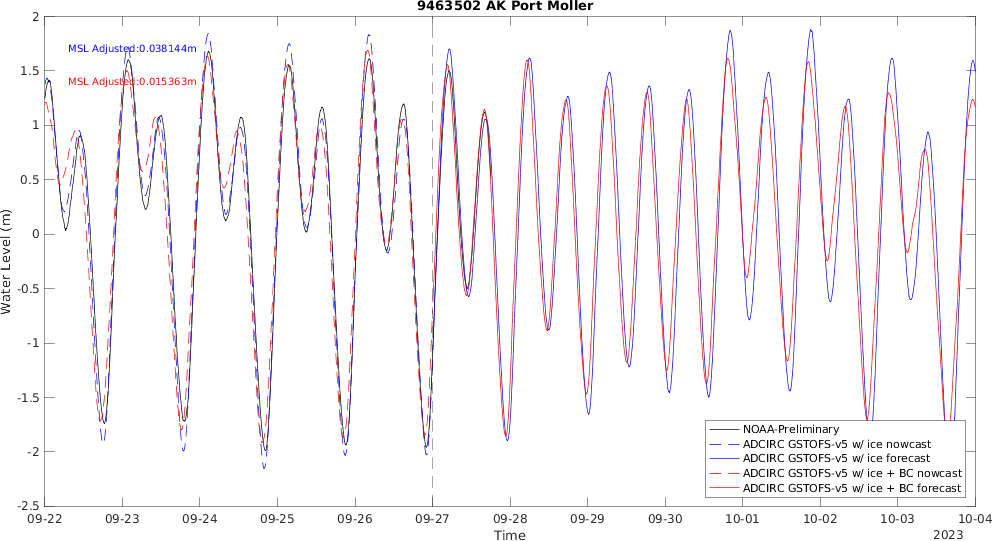 9463502 AK Port Moller
MSL Adjusted:0.038144m
MSL Adjusted:0.015363m
Water Level (m)
2
1.5
1
0.5
0
-0.5
-1
-1.5
-2
-2.5
NOAA-Preliminary
ADCIRC GSTOFS-v5 w/ ice nowcast
ADCIRC GSTOFS-v5 w/ ice forecast
ADCIRC GSTOFS-v5 w/ ice + BC nowcast
ADCIRC GSTOFS-v5 w/ ice + BC forecast
09-22 09-23 09-24 09-25 09-26 09-27 09-28 09-29 09-30 10-01 10-02 10-03 10-04
Time
2023